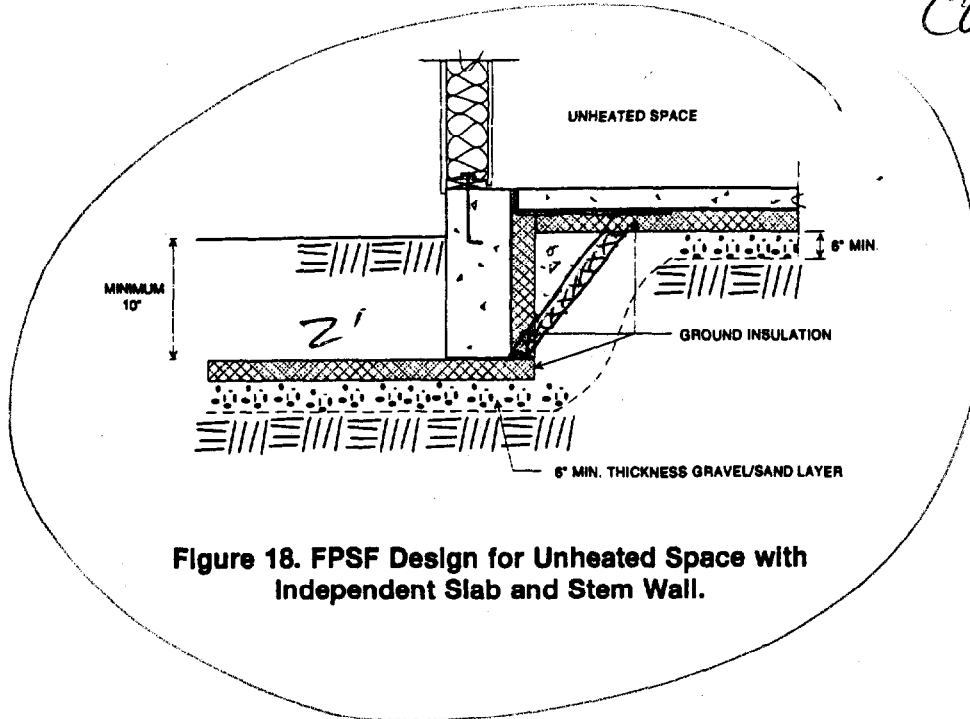 UNHEATED SPACE
6" MIN.
MINIMUM
10"
2'
GROUND INSULATION
6" MIN. THICKNESS GRAVEL/SAND LAYER
Figure 18. FPSF Design for Unheated Space with
Independent Slab and Stem Wall.